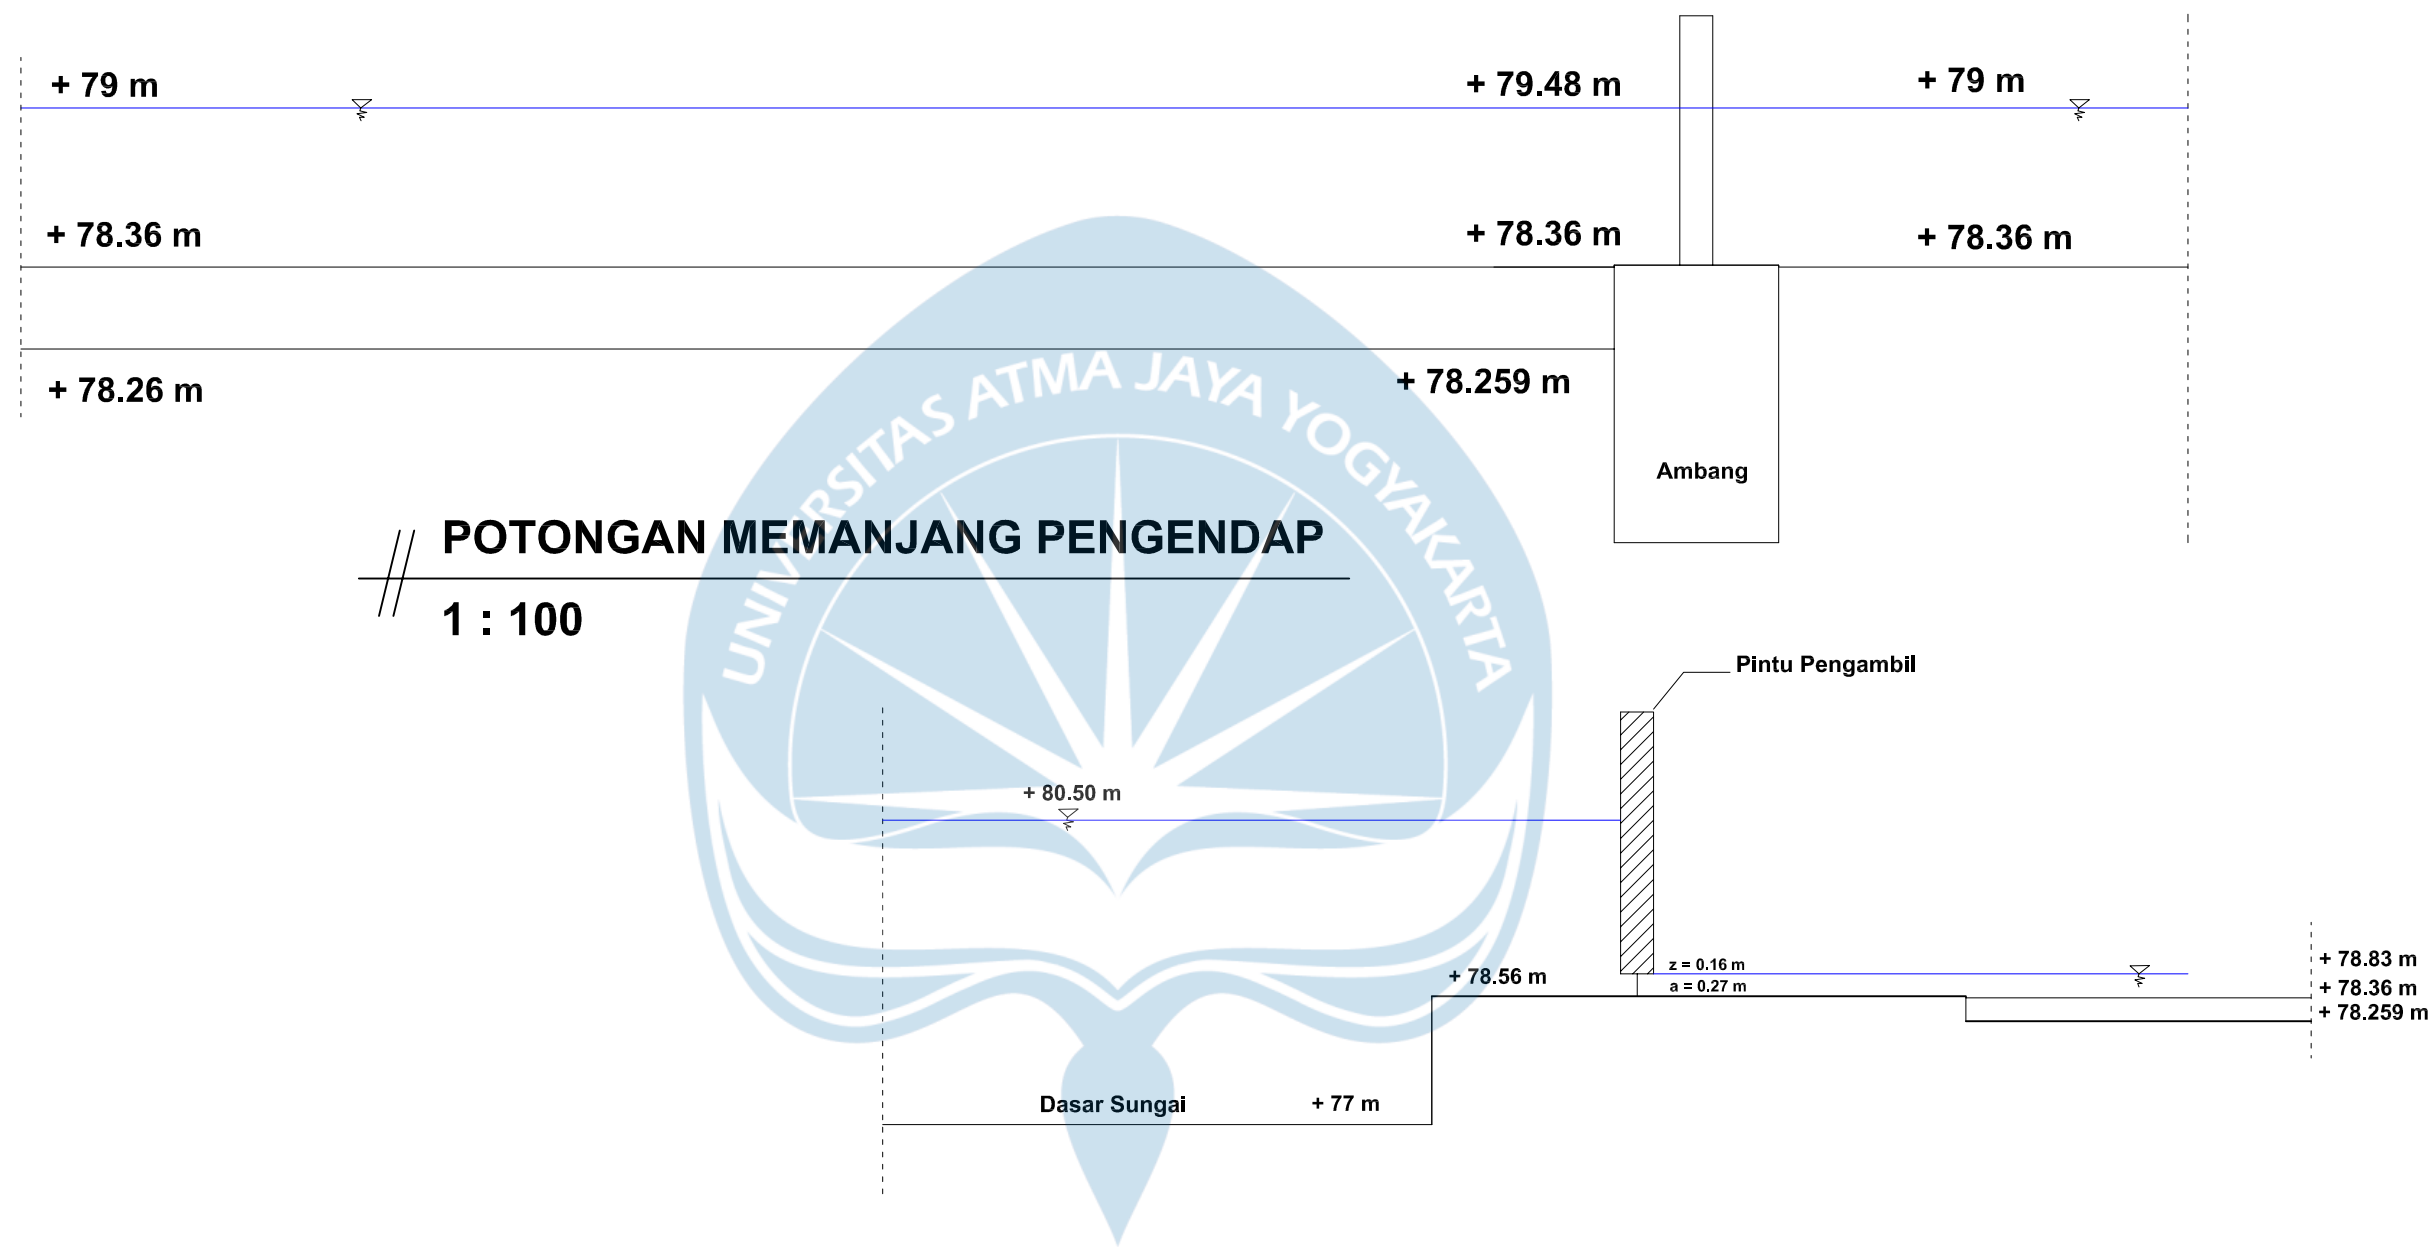 + 79 m
+ 79.48 m
+ 79 m
+ 78.36 m
+ 78.36 m
+ 78.36 m
+ 78.26 m
+ 78.259 m
UNIVERSITAS ATMA JAYA YOGYAKARTA
Ambang
POTONGAN MEMANJANG PENGENDAP
1 : 100
Pintu Pengambil
+ 80.50 m
+ 78.56 m
z = 0.16 m
a = 0.27 m
+ 78.83 m
+ 78.36 m
+ 78.259 m
Dasar Sungai
+ 77 m